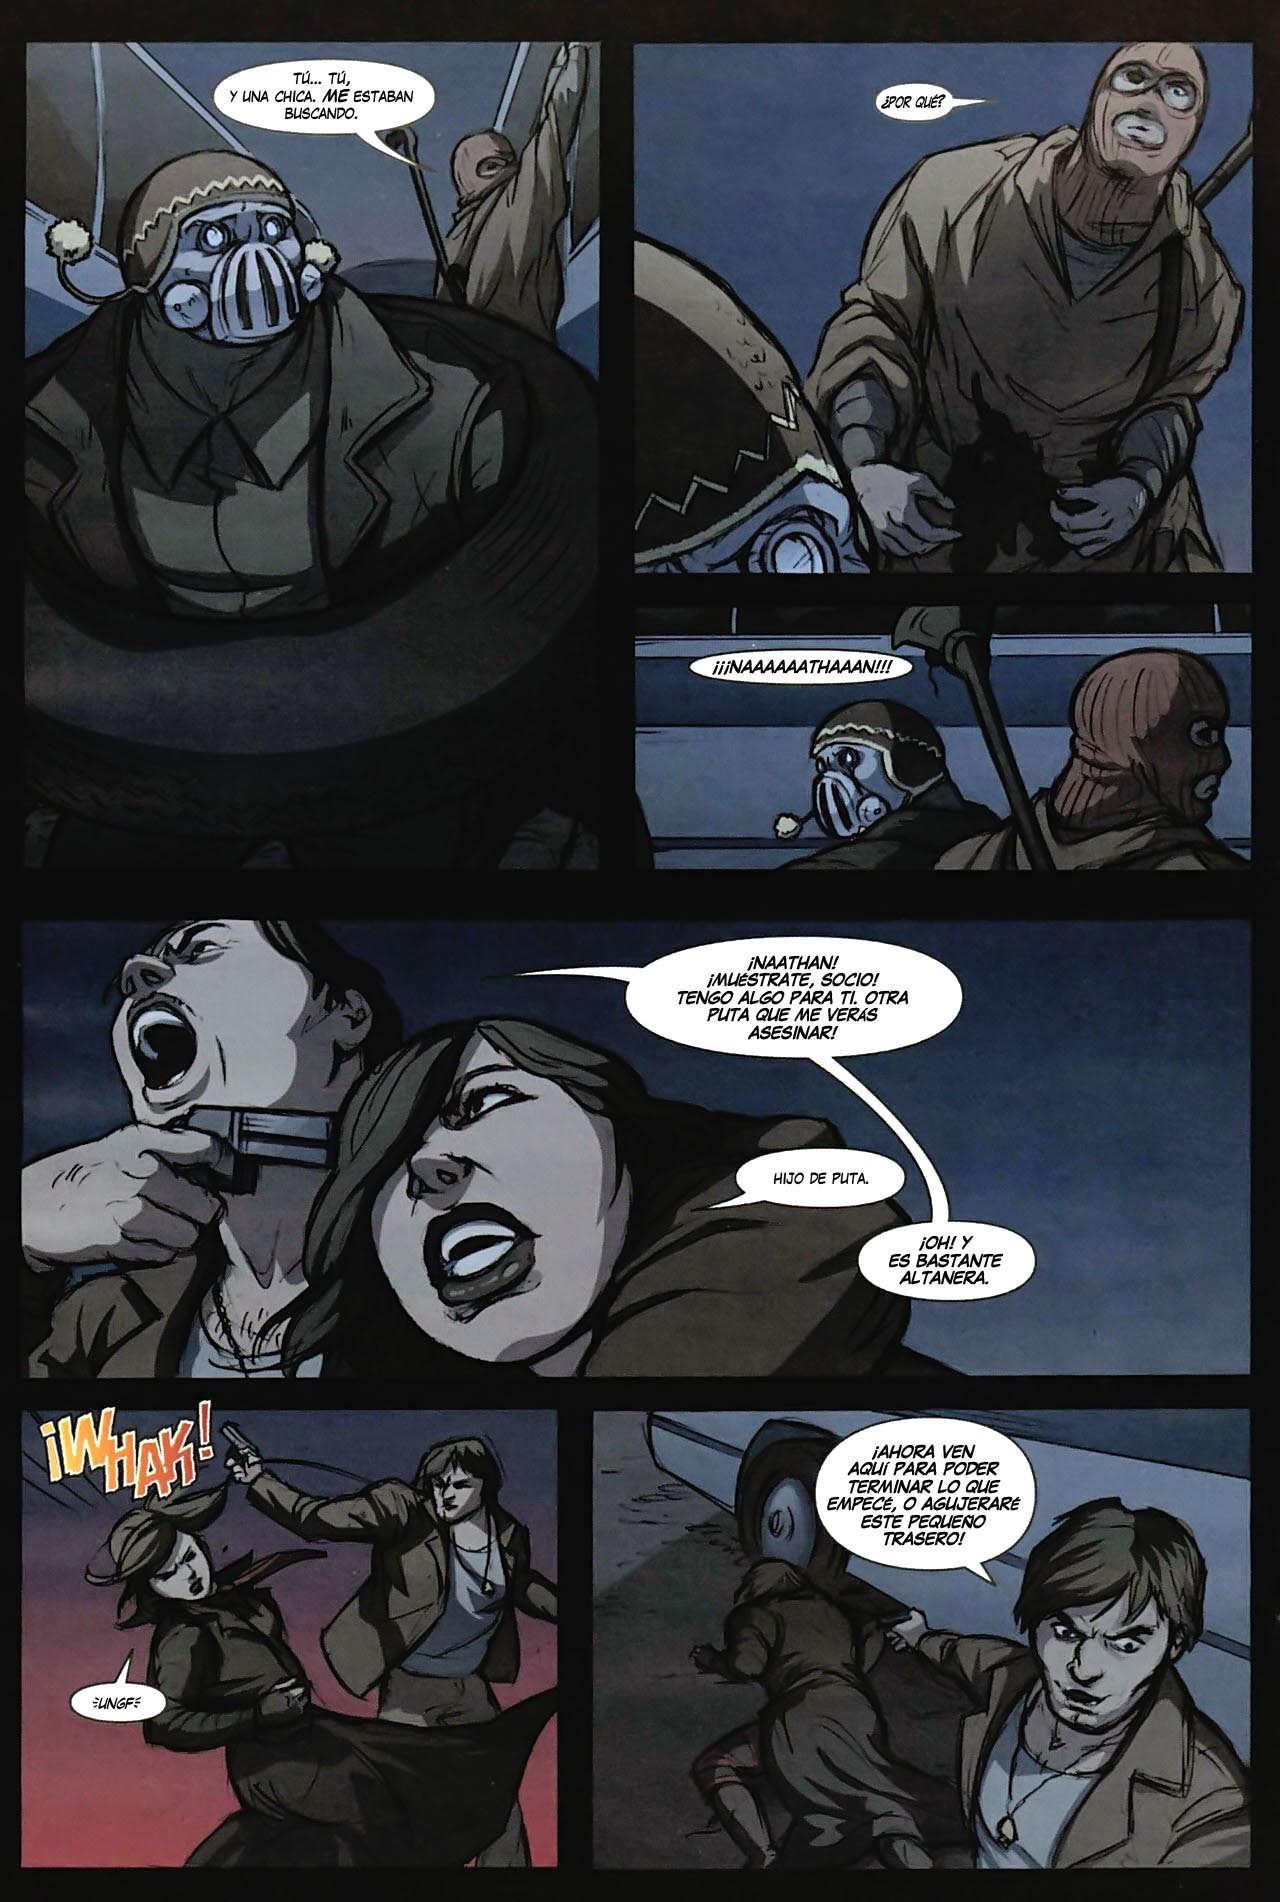 TÚ... TÚ,
Y UNA CHICA. ME ESTABAN
BUSCANDO.
¿POR QUÉ?
¡¡¡NAAAAAATHAAAN!!!
¡NAATHAN!
¡MUÉSTRATE, SOCIO!
TENGO ALGO PARA TI. OTRA
PUTA QUE ME VERÁS
ASESINAR!
HIJO DE PUTA.
¡OH! Y
ES BASTANTE
ALTANERA.
¡WHAK!
UNGF
¡AHORA VEN
AQUÍ PARA PODER
TERMINAR LO QUE
EMPECÉ, O AGUJERARÉ
ESTE PEQUEÑO
TRASERO!